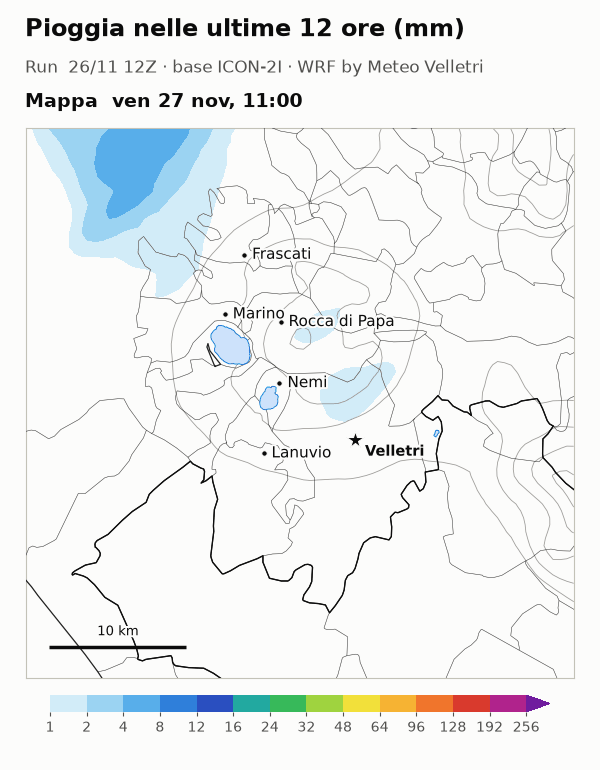 Pioggia nelle ultime 12 ore (mm)
Run  26/11 12Z · base ICON-2I · WRF by Meteo Velletri
Mappa  ven 27 nov, 11:00
Frascati
Marino
Rocca di Papa
Nemi
Velletri
Lanuvio
10 km
1 2 4 8 12 16 24 32 48 64 96 128 192 256